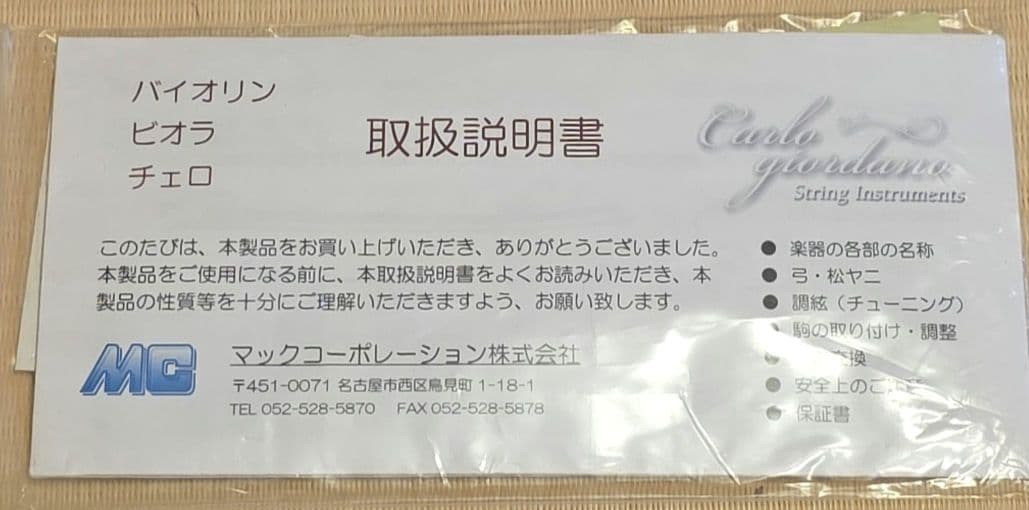 バイオリン
ビオラ
チェロ
取扱説明書
Carlo
giordano
String Instruments
このたびは、本製品をお買い上げいただき、ありがとうございました。
本製品をご使用になる前に、本取扱説明書をよくお読みいただき、本
製品の性質等を十分にご理解いただきますよう、お願い致します。
● 楽器の各部の名称
● 弓・松ヤニ
● 調絃（チューニング）
● 駒の取り付け・調整
● 交換
● 安全上のご注意
● 保証書
MC
マックコーポレーション株式会社
〒451-0071 名古屋市西区鳥見町 1-18-1
TEL 052-528-5870 FAX 052-528-5878